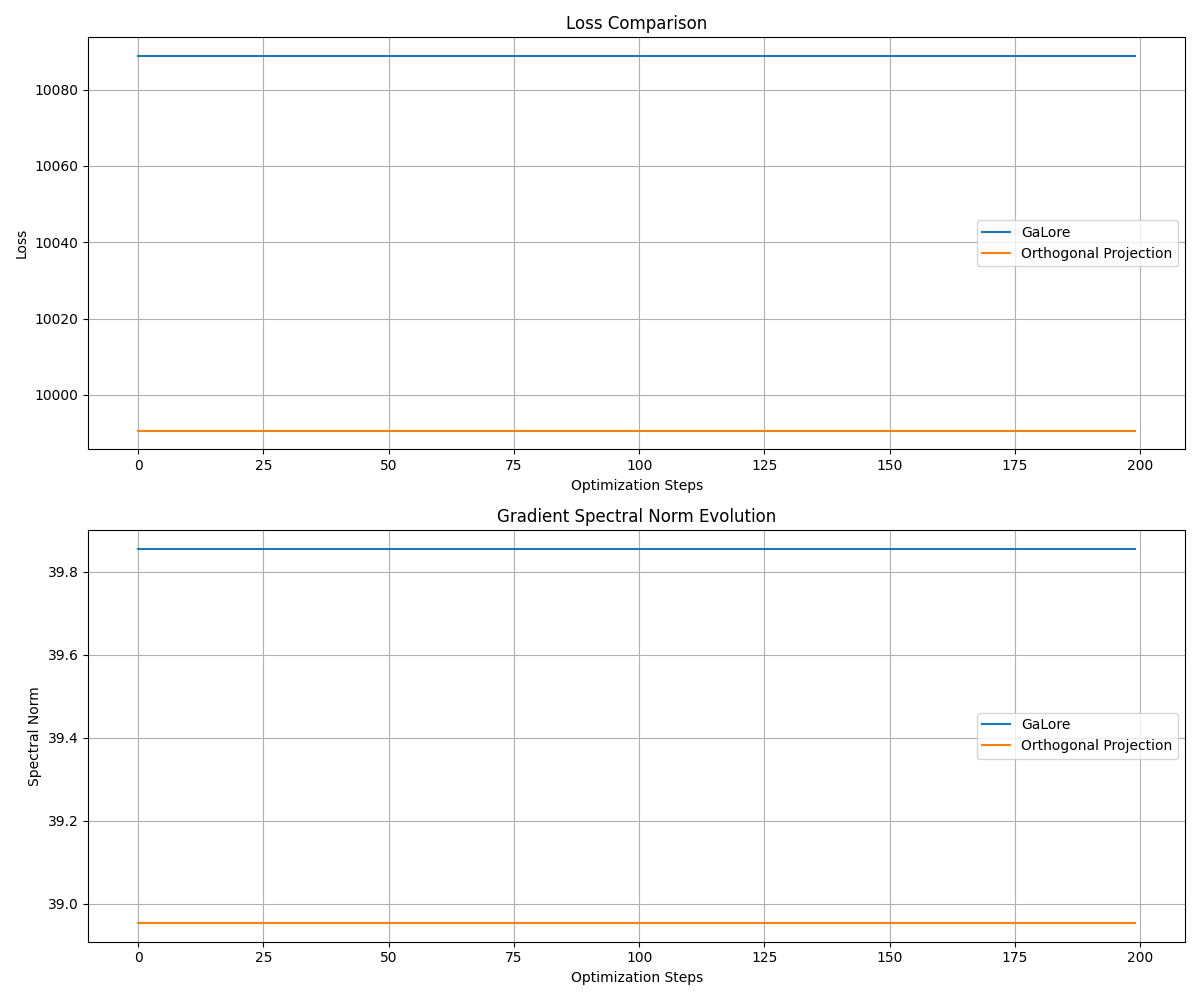 Loss Comparison
10080
10060
10040
10020
10000
Loss
GaLore
Orthogonal Projection
0 25 50 75 100 125 150 175 200
Optimization Steps
Gradient Spectral Norm Evolution
39.8
39.6
39.4
39.2
39.0
Spectral Norm
GaLore
Orthogonal Projection
0 25 50 75 100 125 150 175 200
Optimization Steps